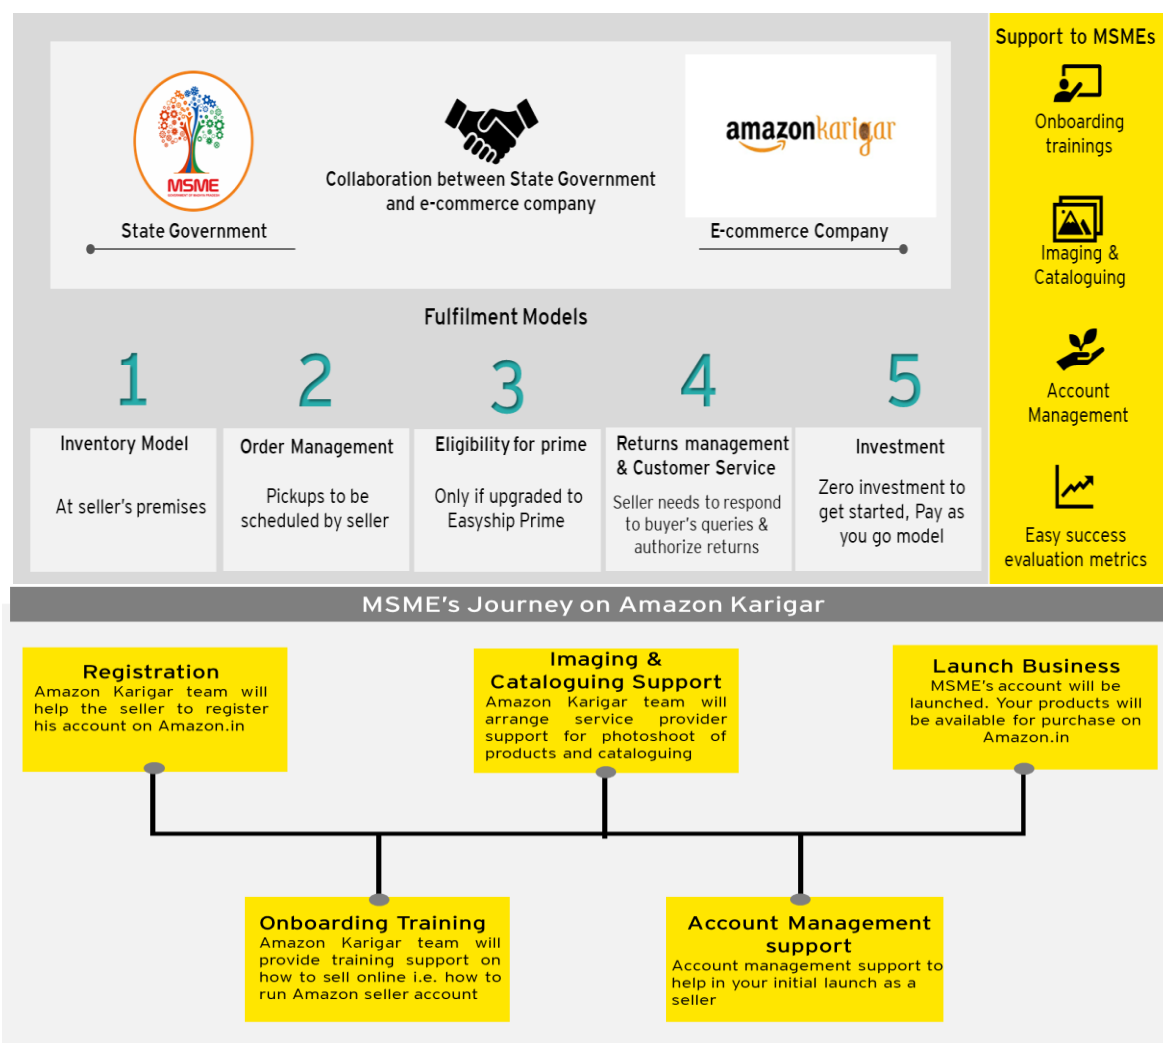 MSME
State Government
Collaboration between State Government
and e-commerce company
amazonkarigar
E-commerce Company
Support to MSMEs
Onboarding
trainings
Imaging &
Cataloguing
Account
Management
Easy success
evaluation metrics
Fulfilment Models
1
2
3
4
5
Inventory Model
At seller's premises
Order Management
Pickups to be
scheduled by seller
Eligibility for prime
Only if upgraded to
Easyship Prime
Returns management
& Customer Service
Seller needs to respond
to buyer's queries &
authorize returns
Investment
Zero investment to
get started, Pay as
you go model
MSME's Journey on Amazon Karigar
Registration
Amazon Karigar team will
help the seller to register
his account on Amazon.in
Onboarding Training
Amazon Karigar team will
provide training support on
how to sell online i.e. how to
run Amazon seller account
Imaging &
Cataloguing Support
Amazon Karigar team will
arrange service provider
support for photoshoot of
products and cataloguing
Account Management
support
Account management support to
help in your initial launch as a
seller
Launch Business
MSME's account will be
launched. Your products will
be available for purchase on
Amazon.in